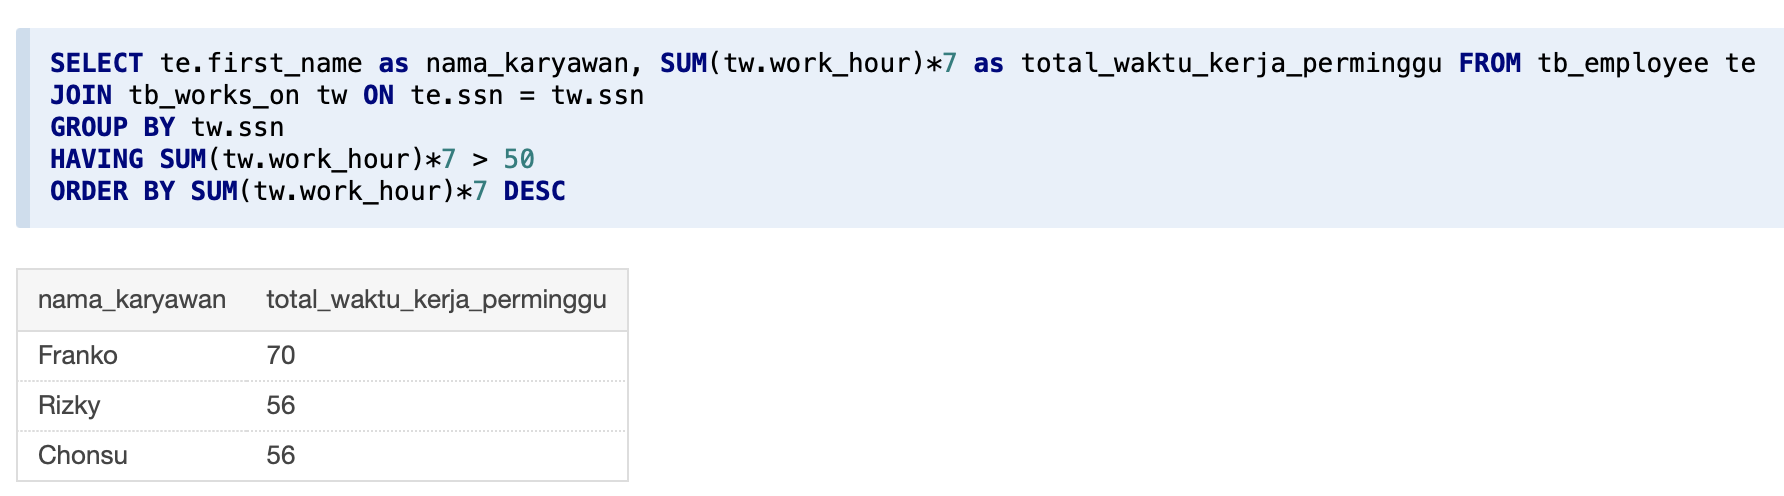 SELECT te.first_name as nama_karyawan, SUM(tw.work_hour)*7 as total_waktu_kerja_perminggu FROM tb_employee te
JOIN tb_works_on tw ON te.ssn = tw.ssn
GROUP BY tw.ssn
HAVING SUM(tw.work_hour)*7 > 50
ORDER BY SUM(tw.work_hour)*7 DESC
nama_karyawan total_waktu_kerja_perminggu
Franko 70
Rizky 56
Chonsu 56